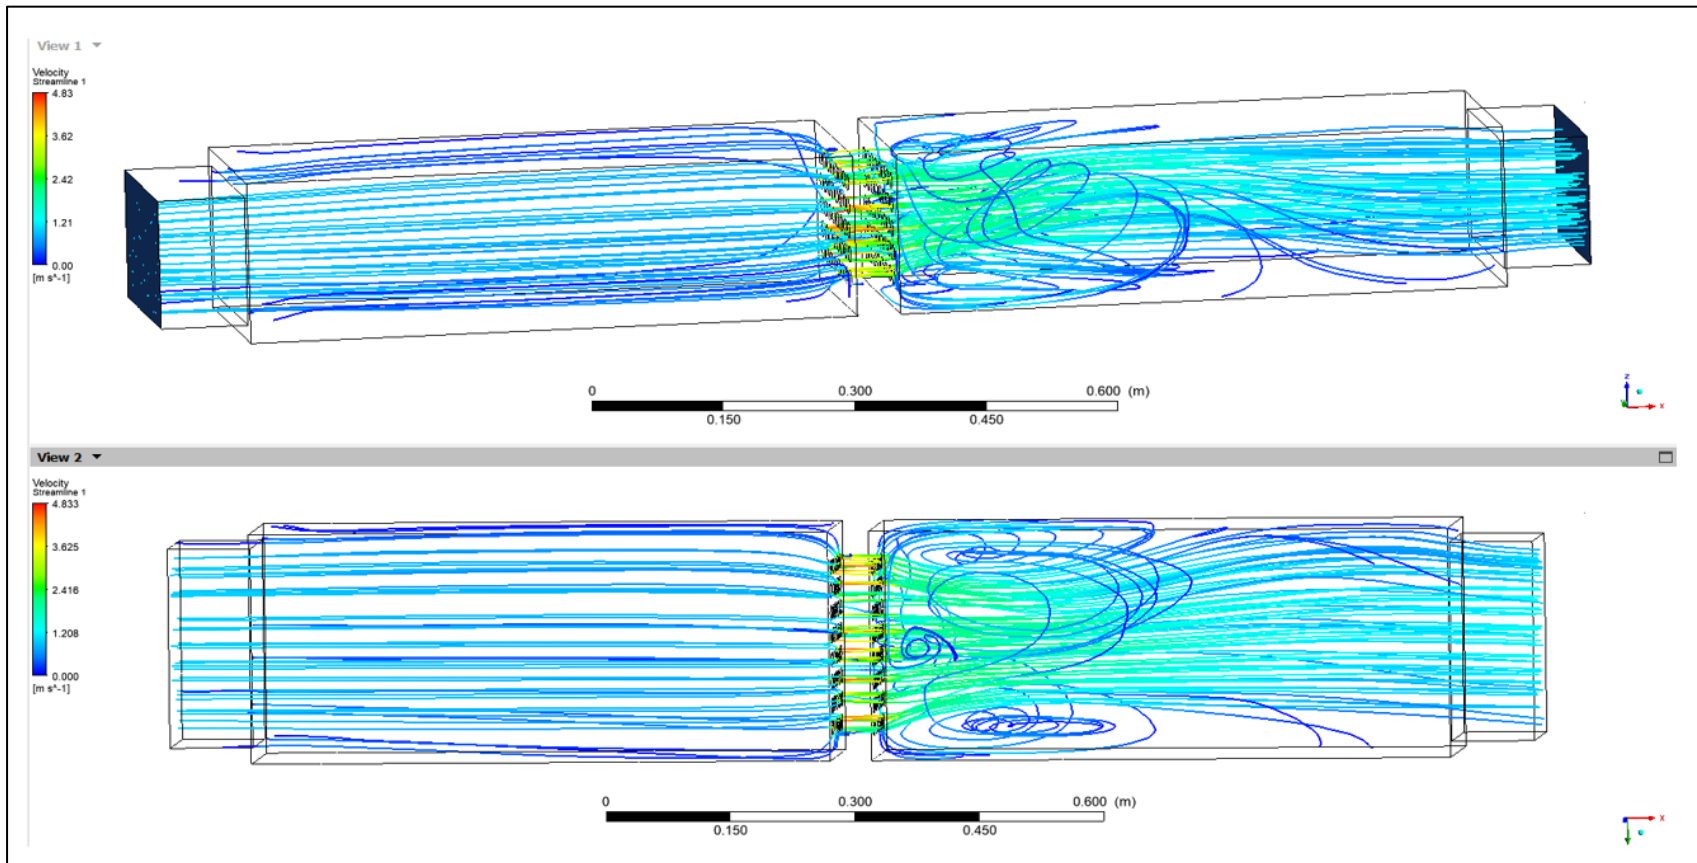 View 1
Velocity
Streamline 1
4.83
3.62
2.42
1.21
0.00
[m s^-1]
0 0.300 0.600 (m)
0.150 0.450
z
x
View 2
Velocity
Streamline 1
4.833
3.625
2.416
1.208
0.000
[m s^-1]
0 0.300 0.600 (m)
0.150 0.450
x